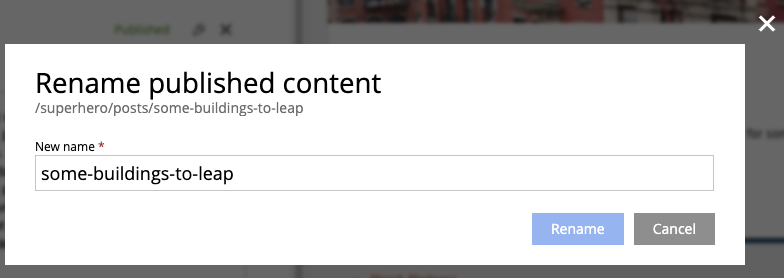 Published
Rename published content
/superhero/posts/some-buildings-to-leap
New name *
some-buildings-to-leap
Rename
Cancel